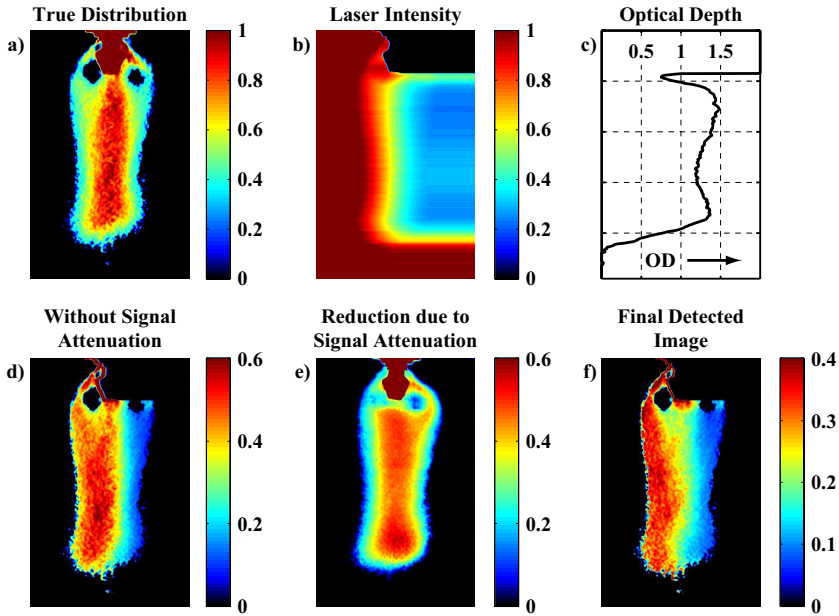 True Distribution
a)
1
0.8
0.6
0.4
0.2
0
Laser Intensity
b)
1
0.8
0.6
0.4
0.2
0
Optical Depth
c)
0.5 1 1.5
OD
Without Signal
Attenuation
d)
0.6
0.4
0.2
0
Reduction due to
Signal Attenuation
e)
0.6
0.4
0.2
0
Final Detected
Image
f)
0.4
0.3
0.2
0.1
0